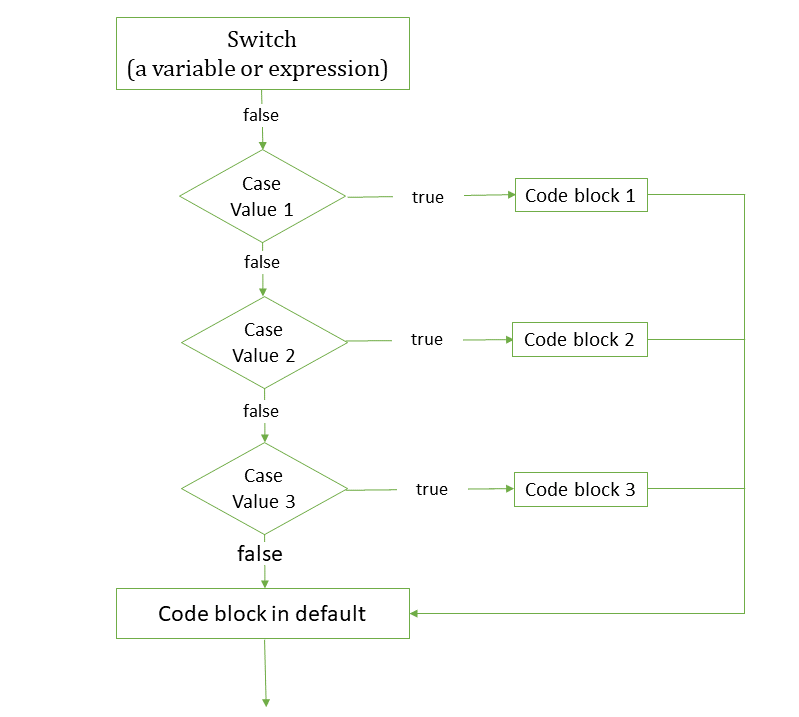 Switch
(a variable or expression)
false
Case
Value 1
true
Code block 1
false
Case
Value 2
true
Code block 2
false
Case
Value 3
true
Code block 3
false
Code block in default